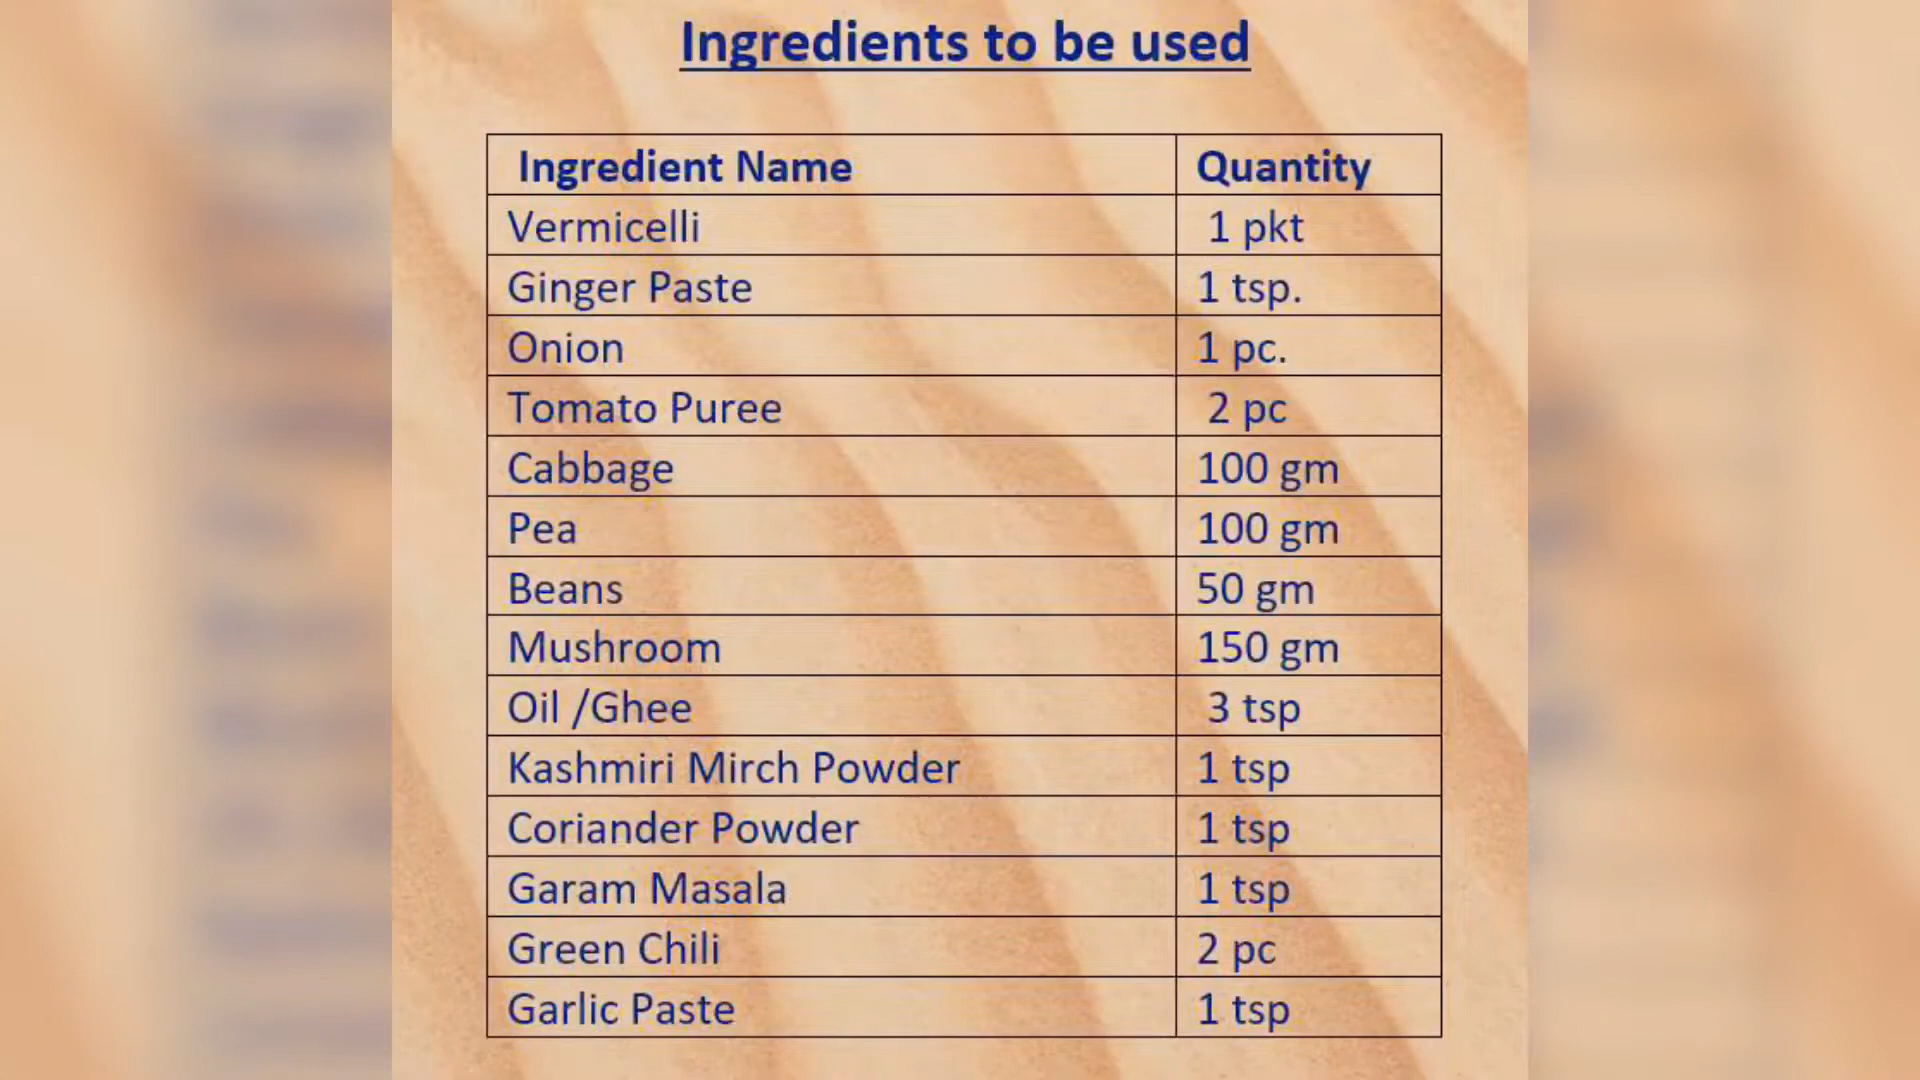 Ingredients to be used
Ingredient Name Quantity
Vermicelli 1 pkt
Ginger Paste 1 tsp.
Onion 1 pc.
Tomato Puree 2 pc
Cabbage 100 gm
Pea 100 gm
Beans 50 gm
Mushroom 150 gm
Oil /Ghee 3 tsp
Kashmiri Mirch Powder 1 tsp
Coriander Powder 1 tsp
Garam Masala 1 tsp
Green Chili 2 pc
Garlic Paste 1 tsp